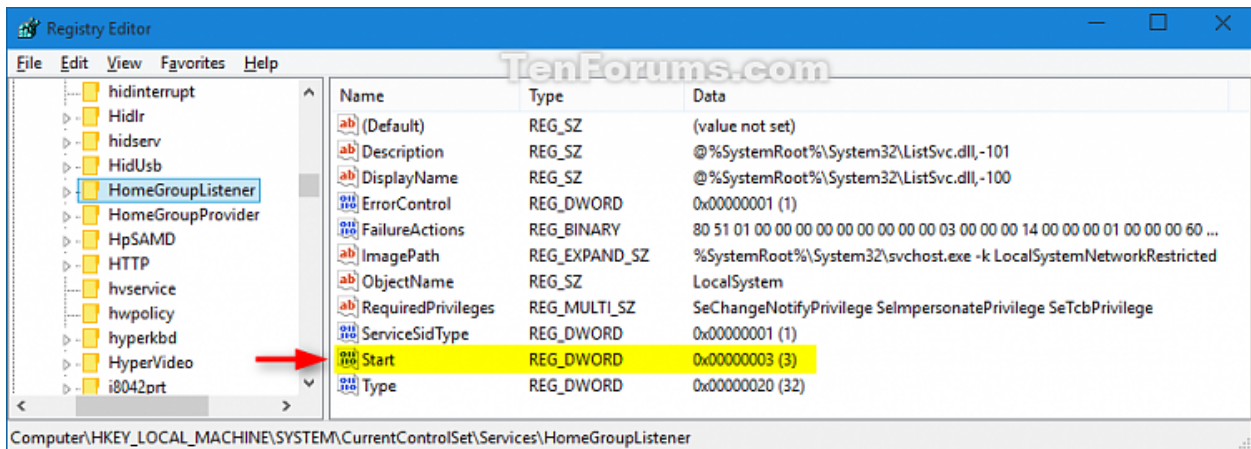 Registry Editor
File Edit View Favorites Help
TenForums.com
hidinterrupt
HidIr
hidserv
HidUsb
HomeGroupListener
HomeGroupProvider
HpSAMD
HTTP
hvservice
hwpolicy
hyperkbd
HyperVideo
i8042prt
Name Type Data
(Default) REG_SZ (value not set)
Description REG_SZ @%SystemRoot%\System32\ListSvc.dll,-101
DisplayName REG_SZ @%SystemRoot%\System32\ListSvc.dll,-100
ErrorControl REG_DWORD 0x00000001 (1)
FailureActions REG_BINARY 80 51 01 00 00 00 00 00 00 00 00 00 03 00 00 00 14 00 00 00 01 00 00 00 60 ...
ImagePath REG_EXPAND_SZ %SystemRoot%\System32\svchost.exe -k LocalSystemNetworkRestricted
ObjectName REG_SZ LocalSystem
RequiredPrivileges REG_MULTI_SZ SeChangeNotifyPrivilege SeImpersonatePrivilege SeTcbPrivilege
ServiceSidType REG_DWORD 0x00000001 (1)
Start REG_DWORD 0x00000003 (3)
Type REG_DWORD 0x00000020 (32)
Computer\HKEY_LOCAL_MACHINE\SYSTEM\CurrentControlSet\Services\HomeGroupListener